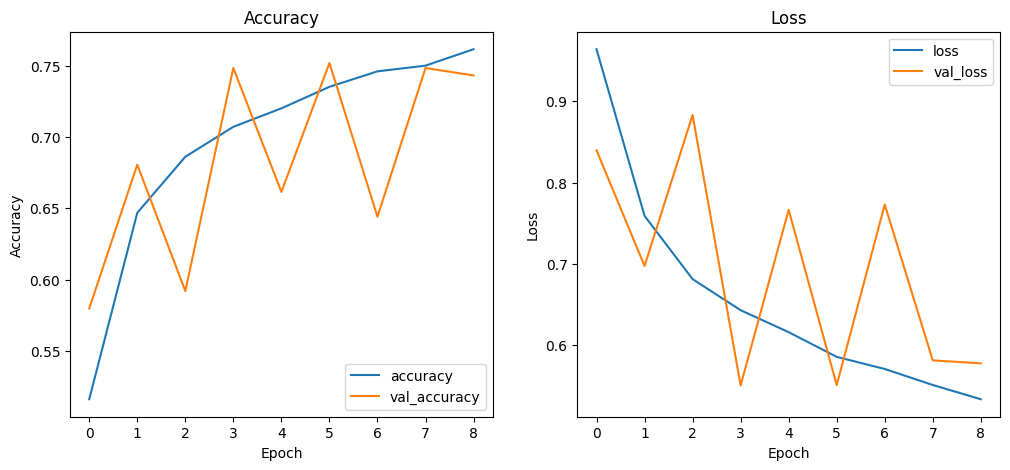 Accuracy
Accuracy
0.75
0.70
0.65
0.60
0.55
0 1 2 3 4 5 6 7 8
Epoch
accuracy
val_accuracy
Loss
Loss
0.9
0.8
0.7
0.6
0 1 2 3 4 5 6 7 8
Epoch
loss
val_loss